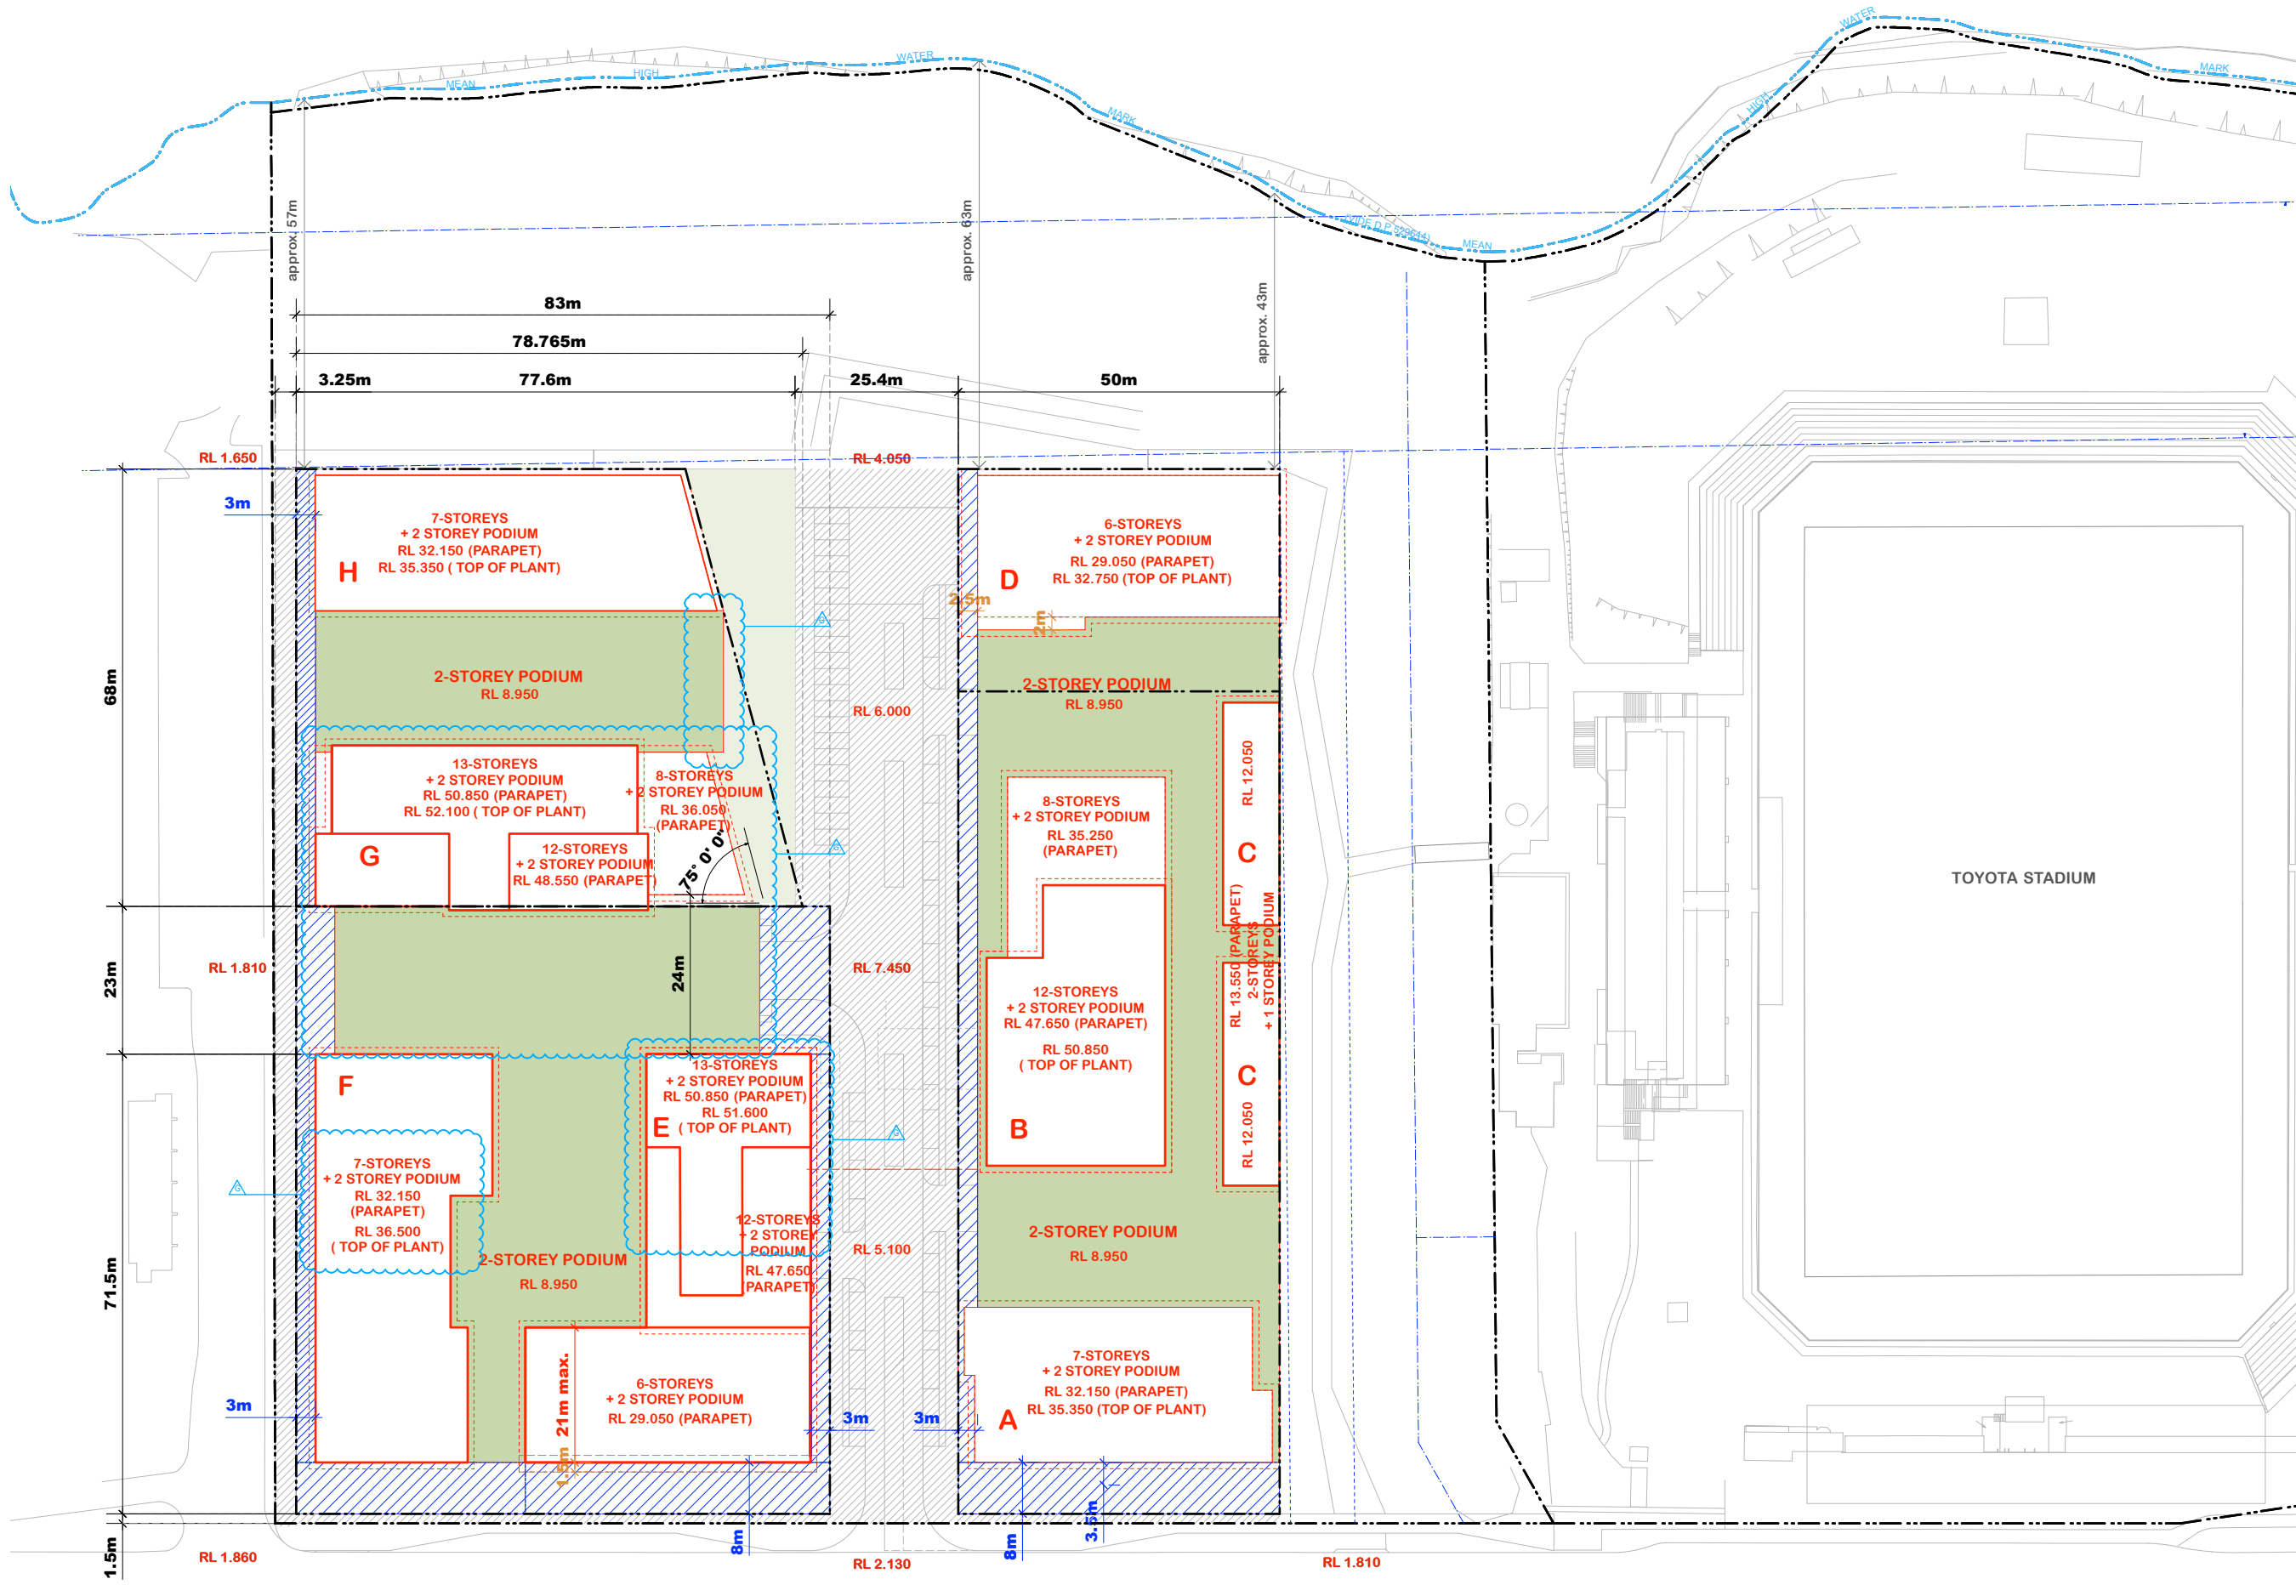 WATER
WATER
MEAN
HIGH
MARK
HIGH
MARK
(VIDE D.P.529644)
MEAN
approx. 57m
approx. 63m
approx. 43m
83m
78.765m
3.25m
77.6m
25.4m
50m
RL 1.650
RL 4.050
3m
7-STOREYS
+ 2 STOREY PODIUM
RL 32.150 (PARAPET)
RL 35.350 ( TOP OF PLANT)
H
6-STOREYS
+ 2 STOREY PODIUM
RL 29.050 (PARAPET)
RL 32.750 (TOP OF PLANT)
D
2.5m
2m
G
68m
2-STOREY PODIUM
RL 8.950
2-STOREY PODIUM
RL 8.950
RL 6.000
13-STOREYS
+ 2 STOREY PODIUM
RL 50.850 (PARAPET)
RL 52.100 ( TOP OF PLANT)
8-STOREYS
+ 2 STOREY PODIUM
RL 36.050
(PARAPET)
G
G
12-STOREYS
+ 2 STOREY PODIUM
RL 48.550 (PARAPET)
75° 0' 0"
8-STOREYS
+ 2 STOREY PODIUM
RL 35.250
(PARAPET)
RL 12.050
C
TOYOTA STADIUM
RL 13.550 (PARAPET)
2-STOREYS
+ 1 STOREY PODIUM
23m
RL 1.810
24m
RL 7.450
12-STOREYS
+ 2 STOREY PODIUM
RL 47.650 (PARAPET)
RL 50.850
( TOP OF PLANT)
B
C
RL 12.050
F
13-STOREYS
+ 2 STOREY PODIUM
RL 50.850 (PARAPET)
RL 51.600
( TOP OF PLANT)
E
G
G
7-STOREYS
+ 2 STOREY PODIUM
RL 32.150
(PARAPET)
RL 36.500
( TOP OF PLANT)
71.5m
2-STOREY PODIUM
RL 8.950
12-STOREYS
+ 2 STOREY
PODIUM
RL 47.650
(PARAPET)
RL 5.100
2-STOREY PODIUM
RL 8.950
21m max.
1.5m
6-STOREYS
+ 2 STOREY PODIUM
RL 29.050 (PARAPET)
7-STOREYS
+ 2 STOREY PODIUM
RL 32.150 (PARAPET)
RL 35.350 (TOP OF PLANT)
A
3m
3m
3m
8m
8m
3.5m
1.5m
RL 1.860
RL 2.130
RL 1.810